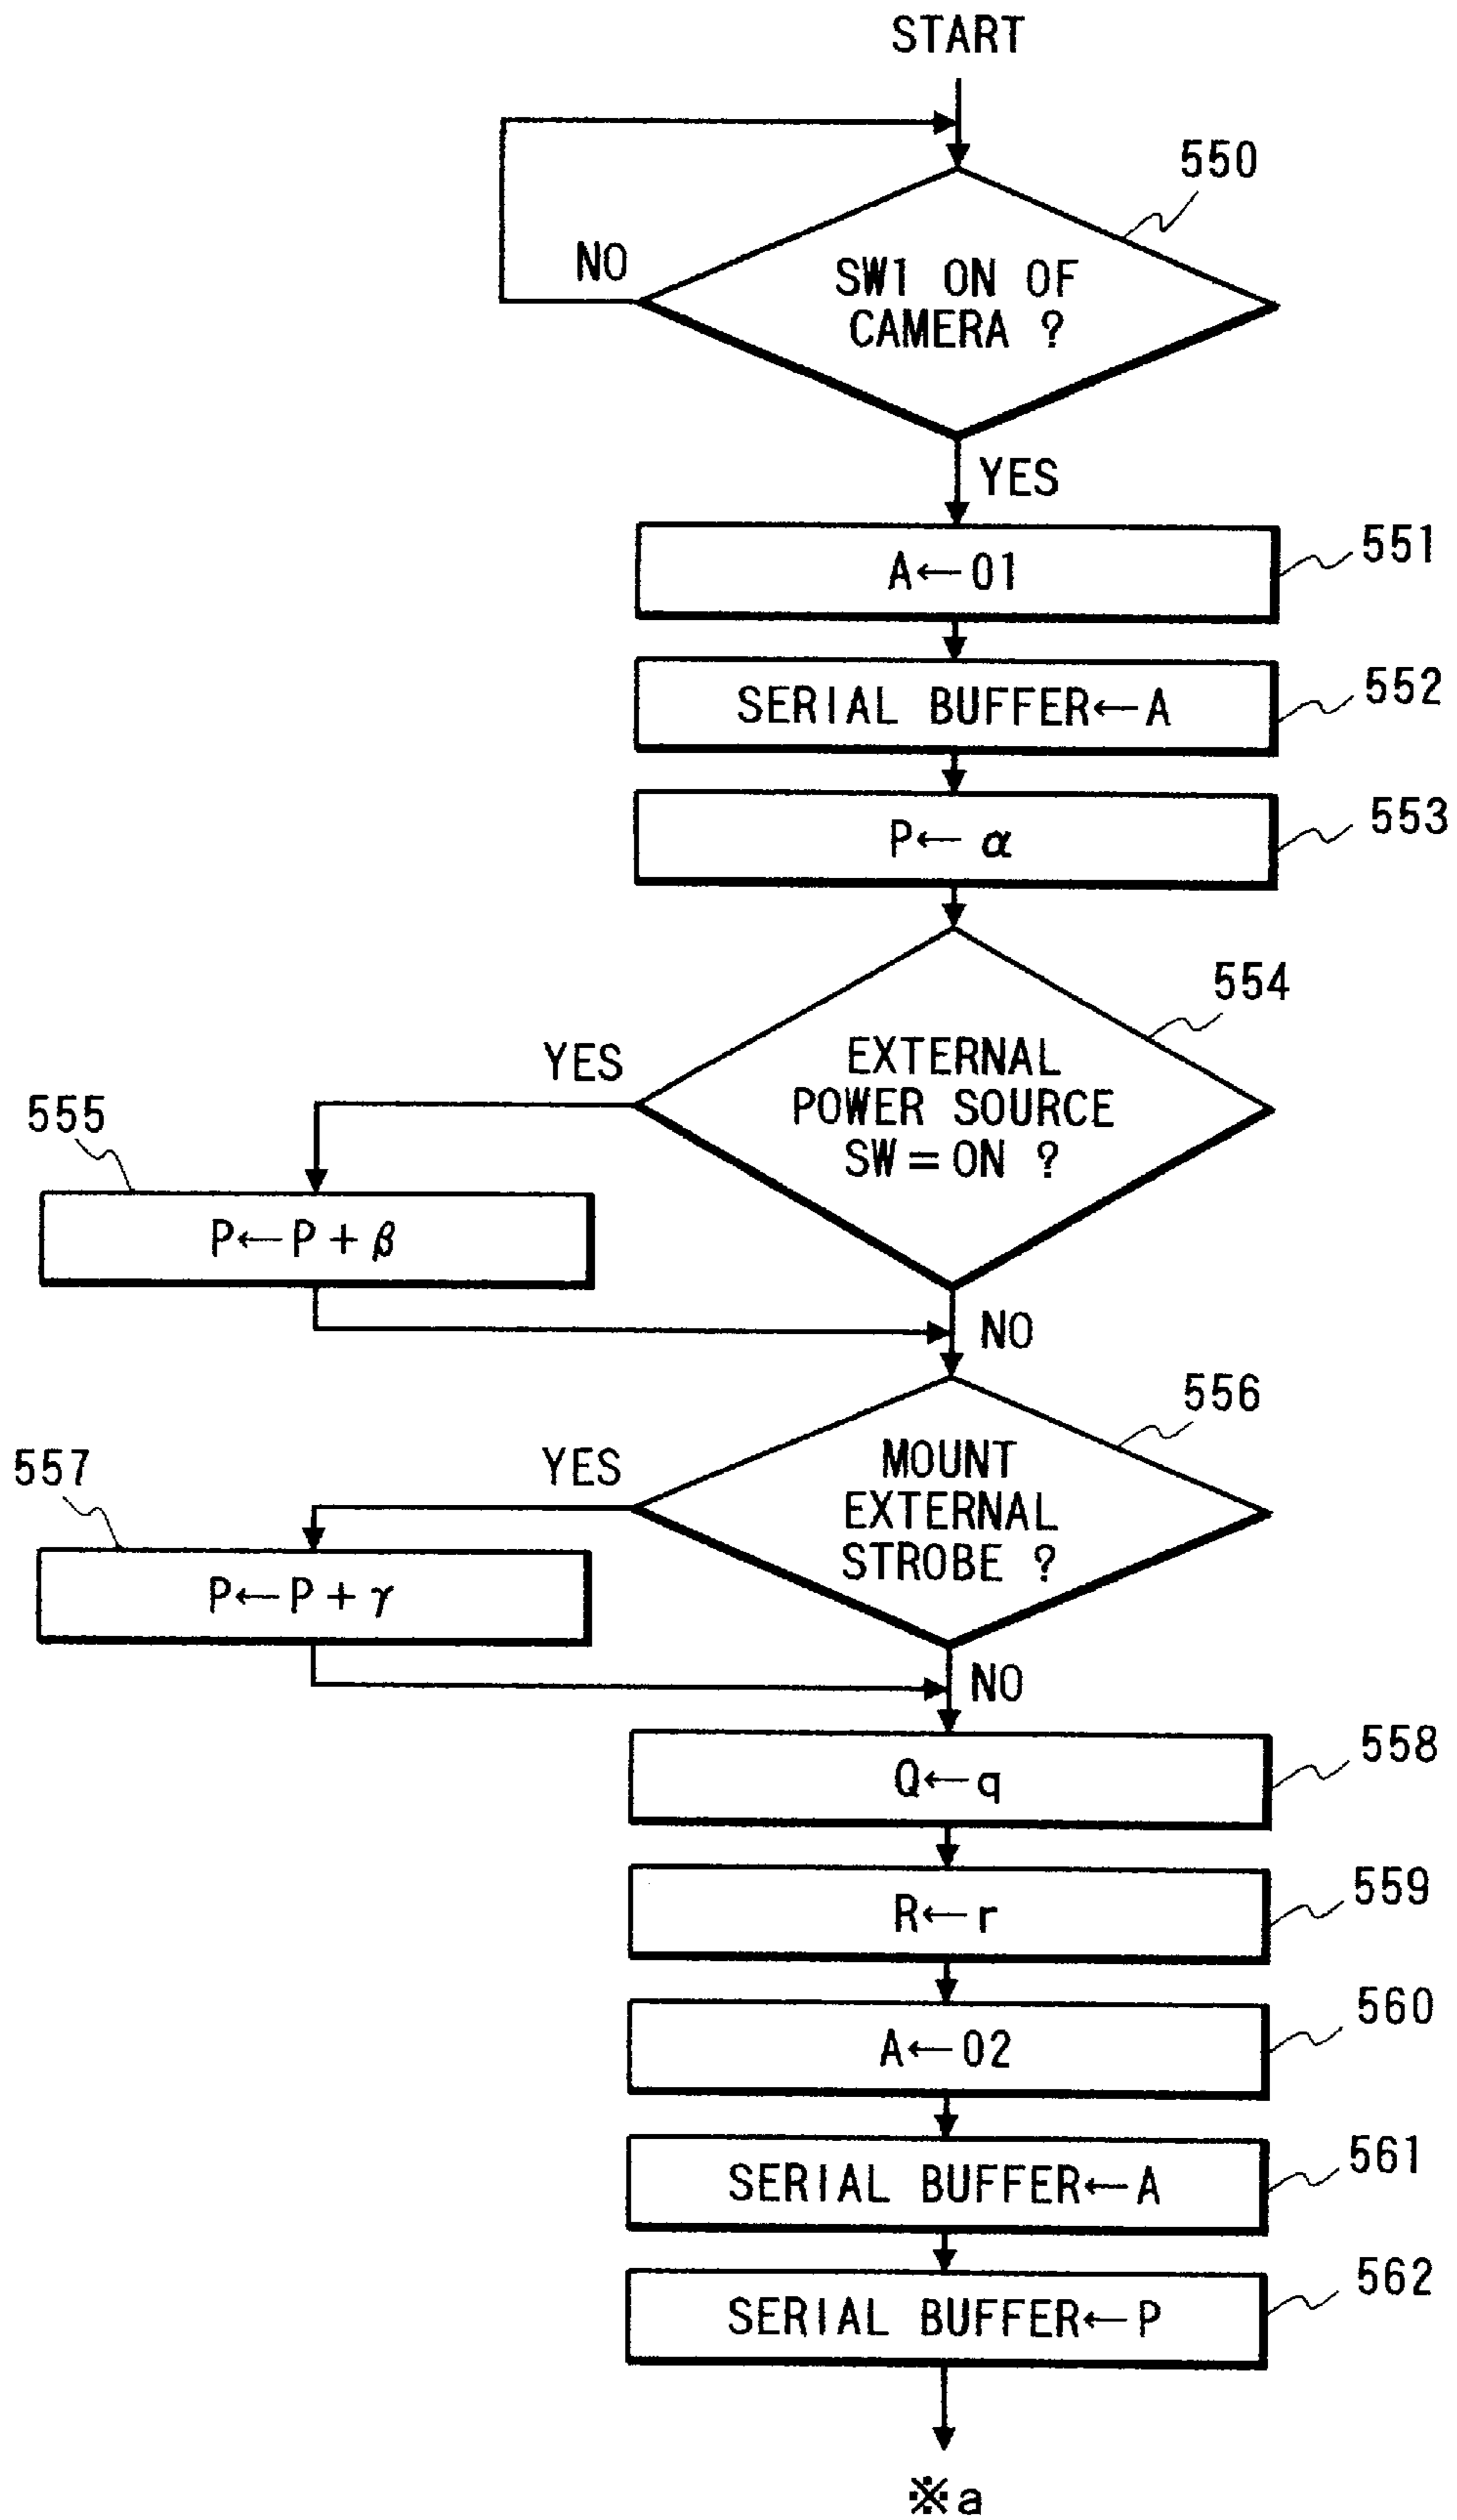 START
550
NO
SW1 ON OF
CAMERA ?
YES
A←01
551
SERIAL BUFFER←A
552
P←α
553
554
YES
EXTERNAL
POWER SOURCE
SW=ON ?
555
P←P+β
NO
556
YES
MOUNT
EXTERNAL
STROBE ?
557
P←P+γ
NO
Q←q
558
R←r
559
A←02
560
SERIAL BUFFER←A
561
SERIAL BUFFER←P
562
※a